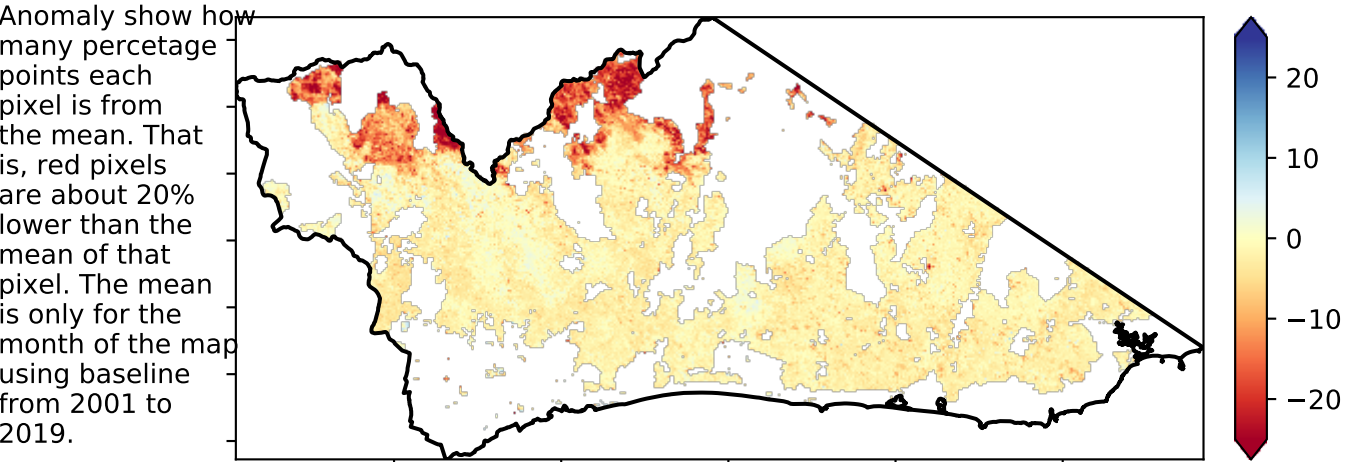 Anomaly show how
many percetage
points each
pixel is from
the mean. That
is, red pixels
are about 20%
lower than the
mean of that
pixel. The mean
is only for the
month of the map
using baseline
from 2001 to
2019.
20
10
0
−10
−20